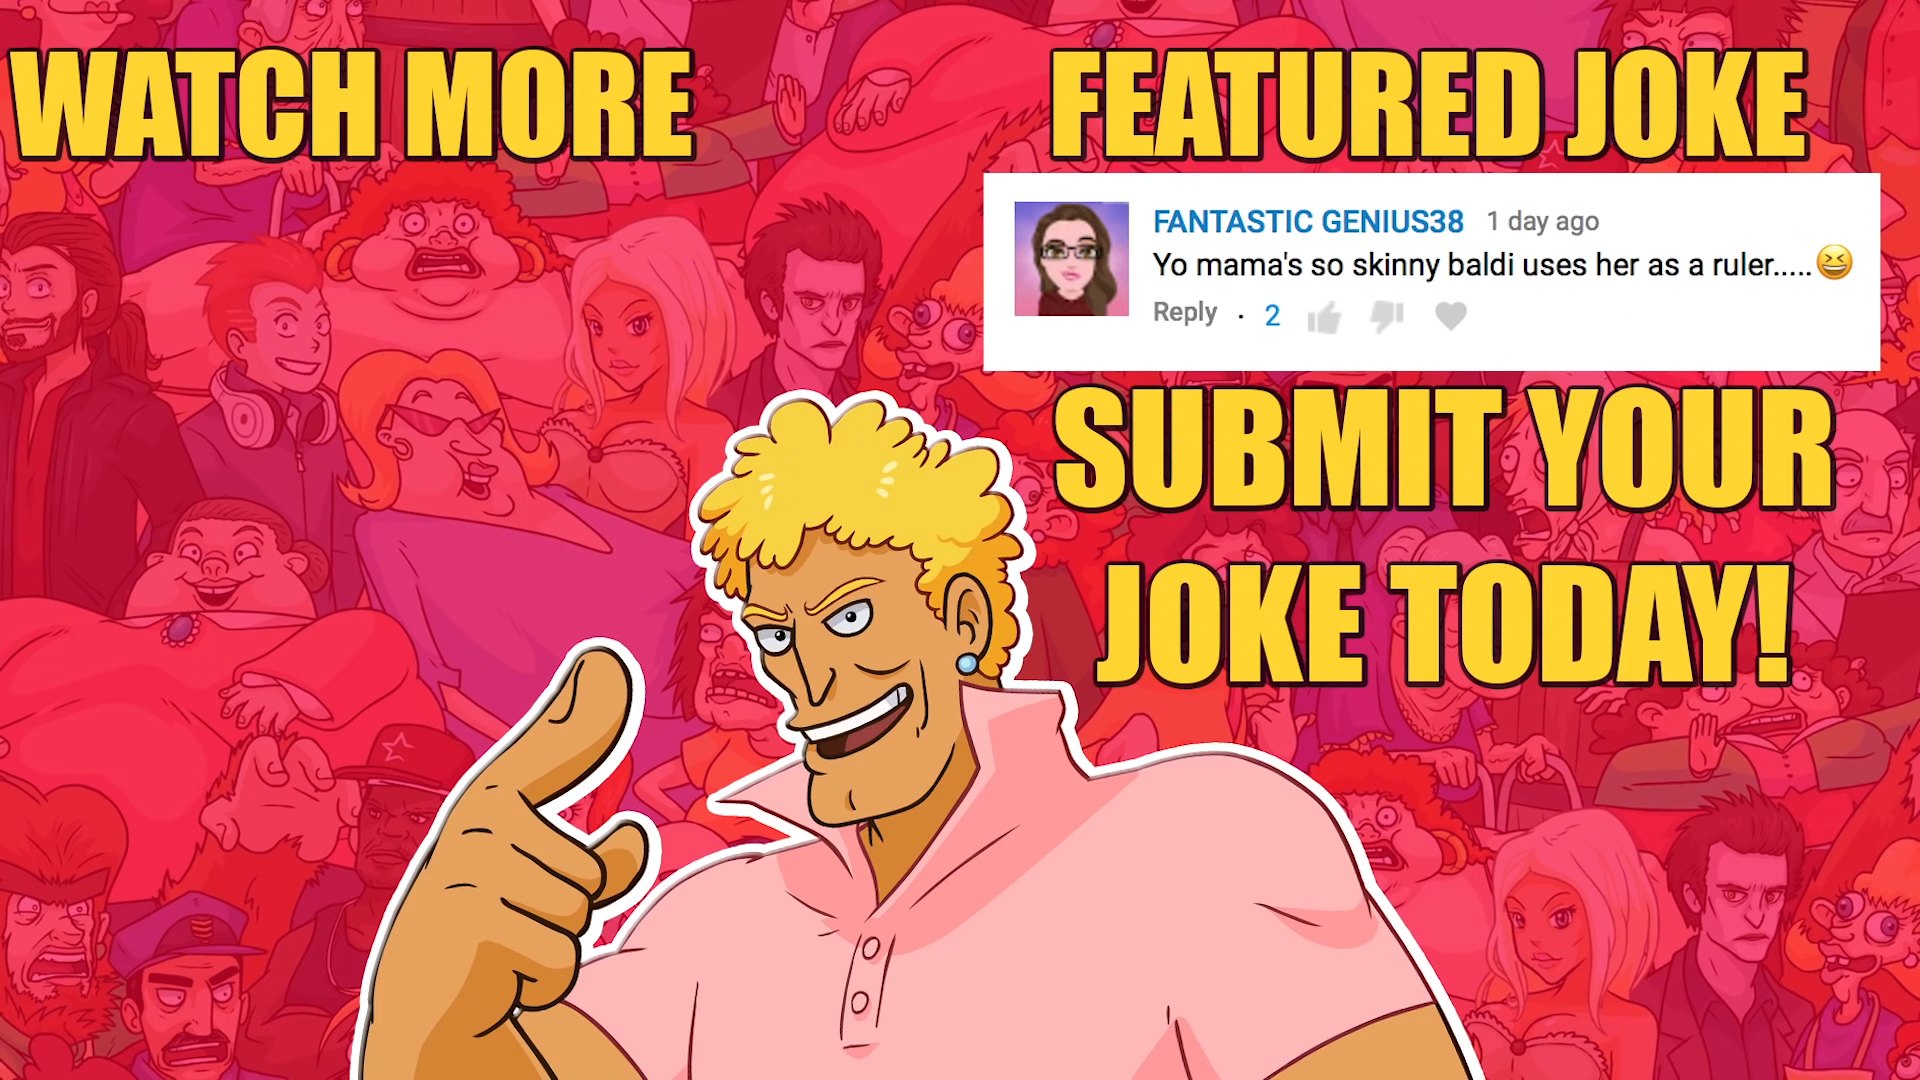 WATCH MORE
FEATURED JOKE
FANTASTIC GENIUS38 1 day ago
Yo mama's so skinny baldi uses her as a ruler.....😆
Reply · 2
SUBMIT YOUR
JOKE TODAY!